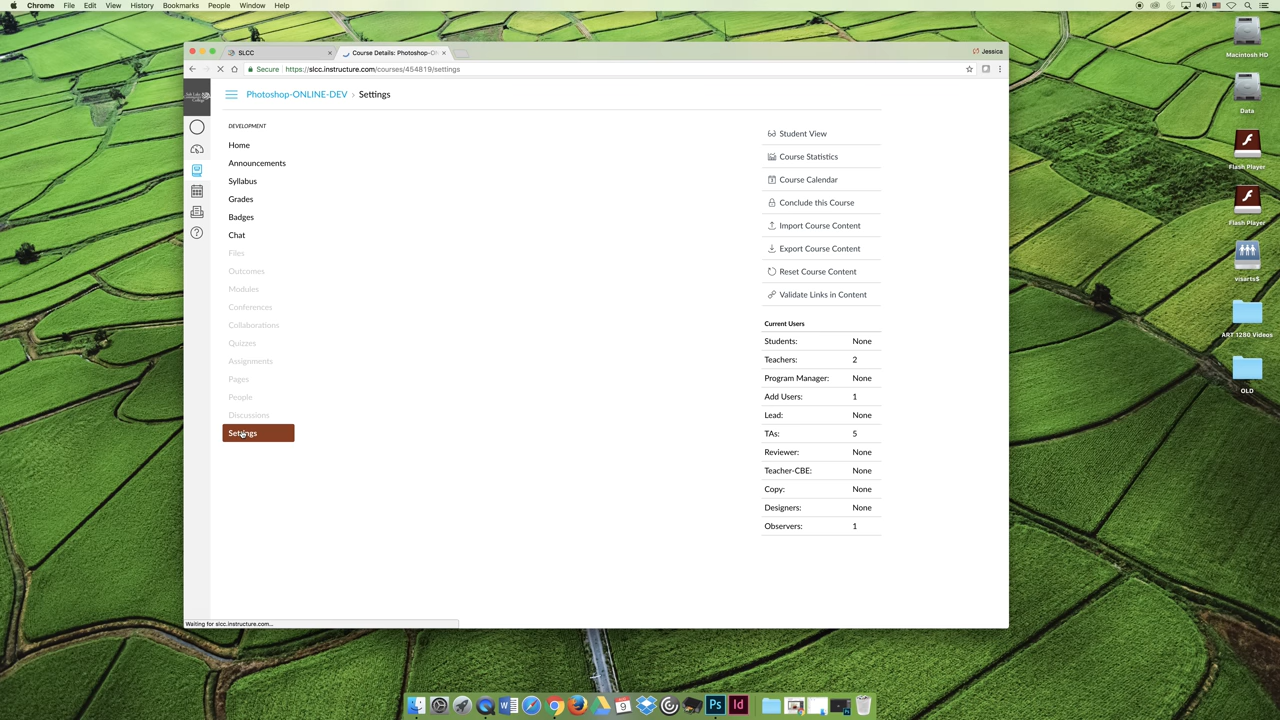 Chrome File Edit View History Bookmarks People Window Help
SLCC
Course Details: Photoshop-O
Jessica
Secure https://slcc.instructure.com/courses/454819/settings
Photoshop-ONLINE-DEV › Settings
DEVELOPMENT
Home
Announcements
Syllabus
Grades
Badges
Chat
Files
Outcomes
Modules
Conferences
Collaborations
Quizzes
Assignments
Pages
People
Discussions
Settings
Student View
Course Statistics
Course Calendar
Conclude this Course
Import Course Content
Export Course Content
Reset Course Content
Validate Links in Content
Current Users
Students: None
Teachers: 2
Program Manager: None
Add Users: 1
Lead: None
TAs: 5
Reviewer: None
Teacher-CBE: None
Copy: None
Designers: None
Observers: 1
Waiting for slcc.instructure.com...
Macintosh HD
Data
Flash Player
Flash Player
visarts$
ART 1280 Videos
OLD
W
9
Ps
Id